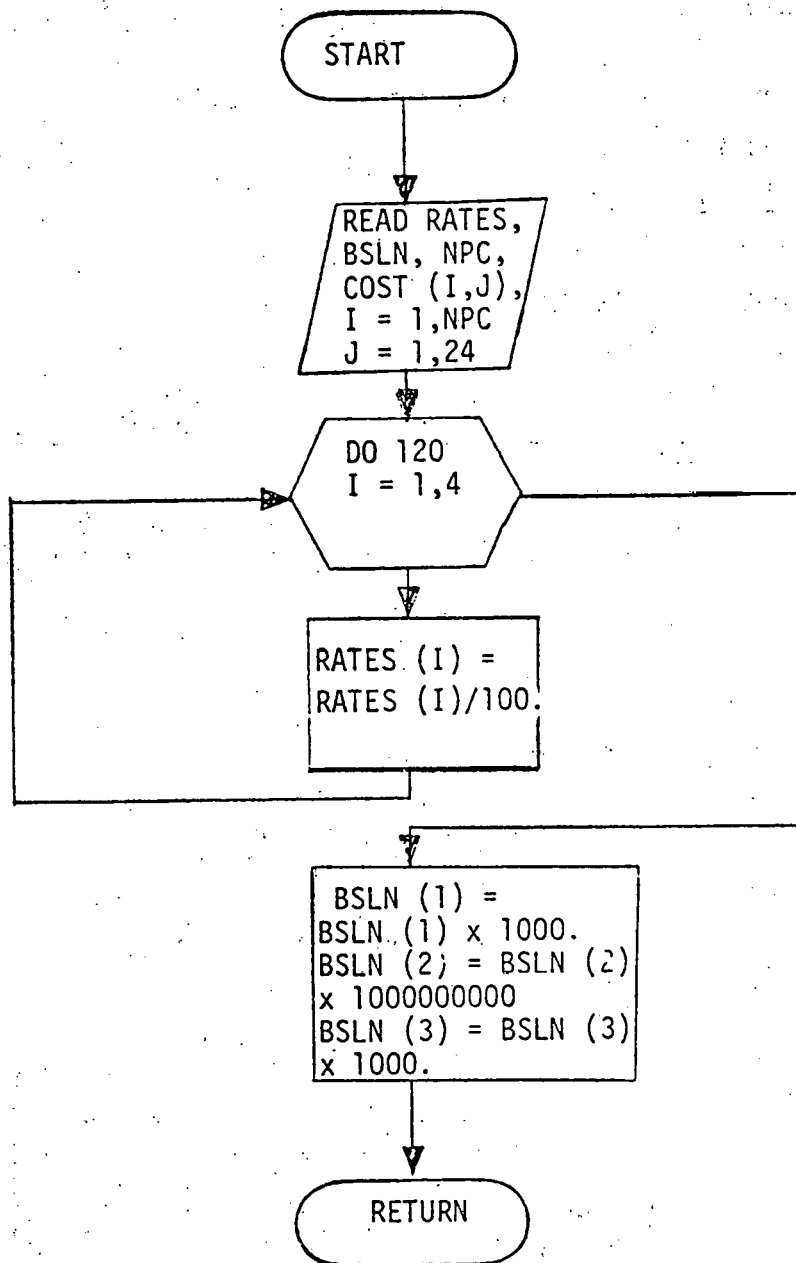 START
READ RATES,
BSLN, NPC,
COST (I,J),
I = 1,NPC
J = 1,24
DO 120
I = 1,4
RATES (I) =
RATES (I)/100.
BSLN (1) =
BSLN (1) x 1000.
BSLN (2) = BSLN (2)
x 1000000000
BSLN (3) = BSLN (3)
x 1000.
RETURN